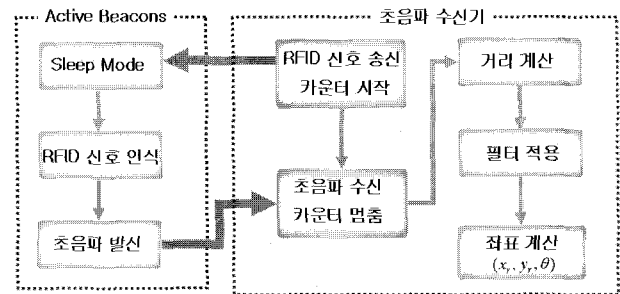 Active Beacons
Sleep Mode
RFID 신호 인식
초음파 발신
초음파 수신기
RFID 신호 송신
카운터 시작
초음파 수신
카운터 멈춤
거리 계산
필터 적용
좌표 계산
(xᵣ, yᵣ, θ)